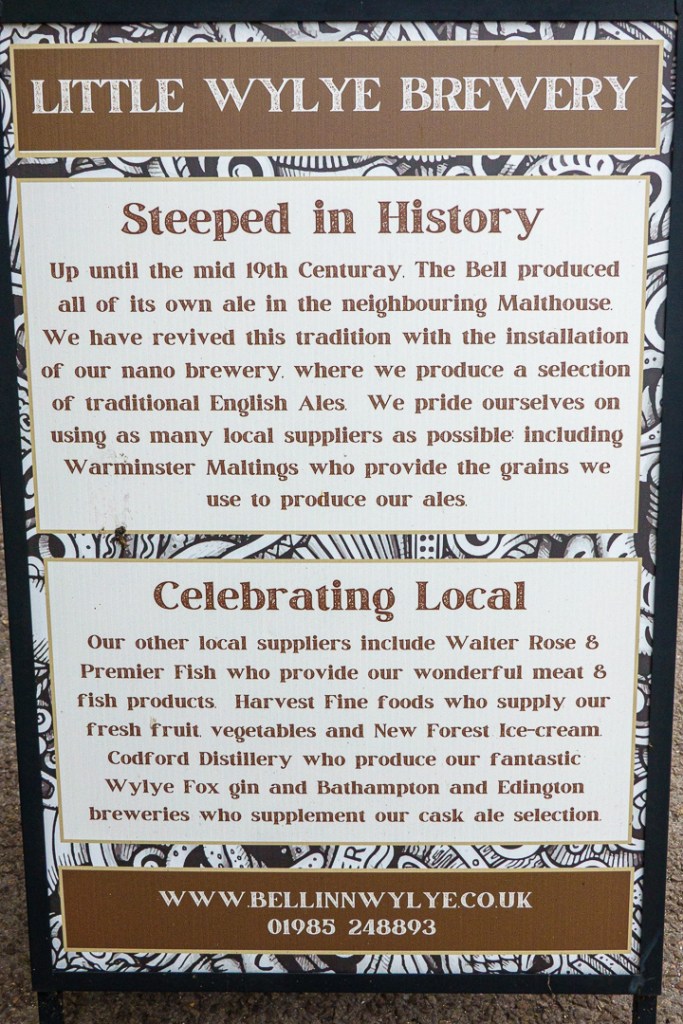 LITTLE WYLYE BREWERY
Steeped in History
Up until the mid 19th Centuray, The Bell produced
all of its own ale in the neighbouring Malthouse.
We have revived this tradition with the installation
of our nano brewery, where we produce a selection
of traditional English Ales. We pride ourselves on
using as many local suppliers as possible; including
Warminster Maltings who provide the grains we
use to produce our ales.
Celebrating Local
Our other local suppliers include Walter Rose &
Premier Fish who provide our wonderful meat &
fish products. Harvest Fine foods who supply our
fresh fruit, vegetables and New Forest Ice-cream.
Codford Distillery who produce our fantastic
Wylye Fox gin and Bathampton and Edington
breweries who supplement our cask ale selection.
WWW.BELLINNWYLYE.CO.UK
01985 248893